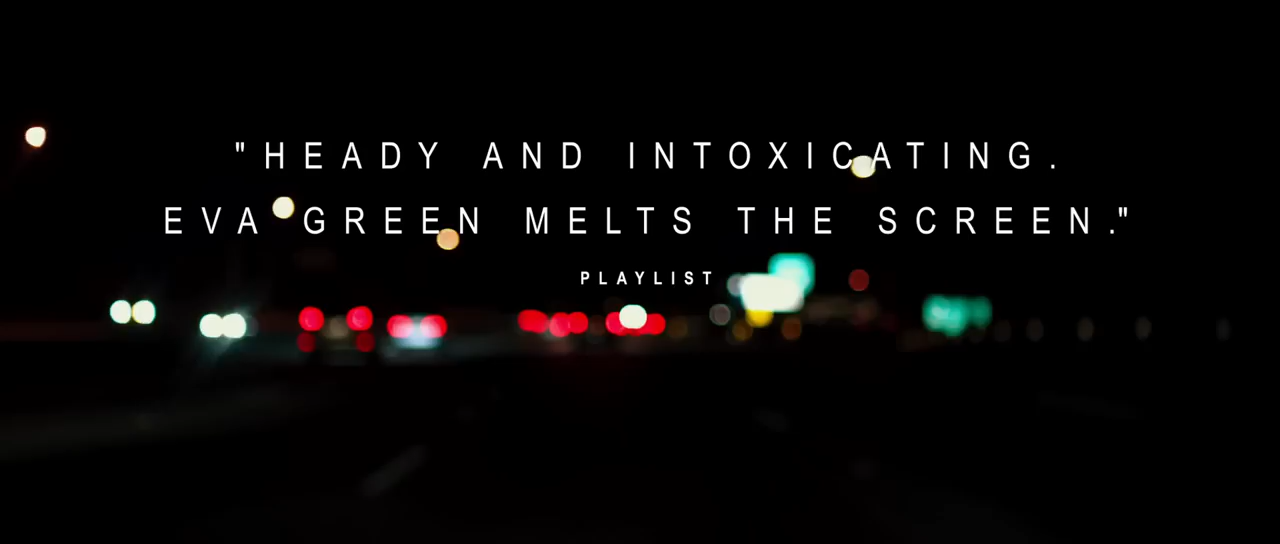 "HEADY AND INTOXICATING.
EVA GREEN MELTS THE SCREEN."
PLAYLIST